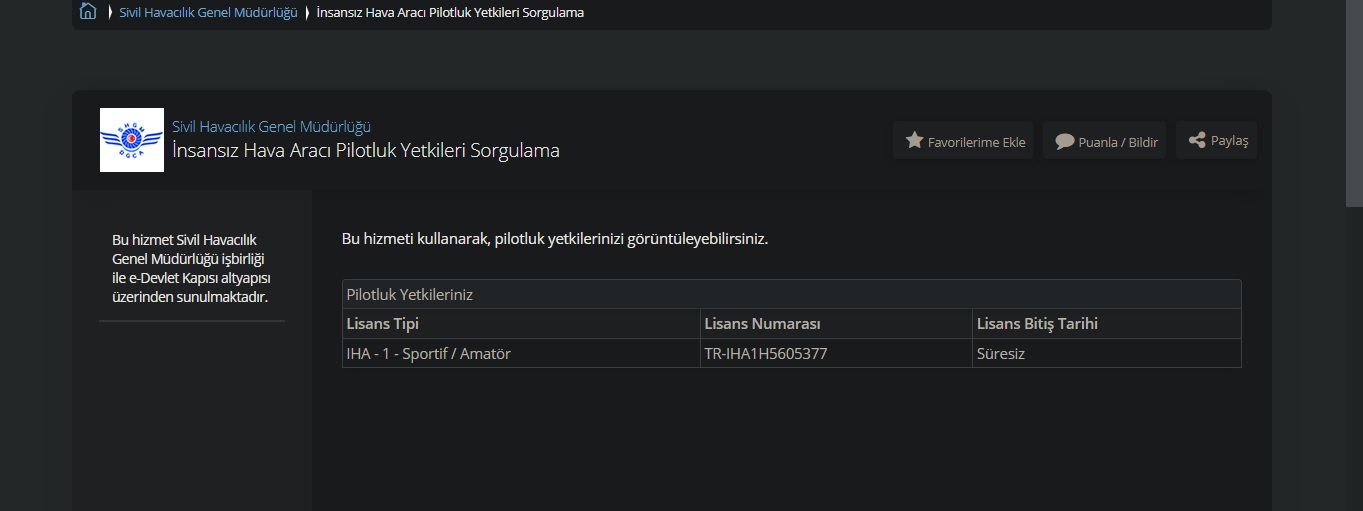 Sivil Havacılık Genel Müdürlüğü
İnsansız Hava Aracı Pilotluk Yetkileri Sorgulama
SHGM
DGCA
Sivil Havacılık Genel Müdürlüğü
İnsansız Hava Aracı Pilotluk Yetkileri Sorgulama
Favorilerime Ekle
Puanla / Bildir
Paylaş
Bu hizmet Sivil Havacılık
Genel Müdürlüğü işbirliği
ile e-Devlet Kapısı altyapısı
üzerinden sunulmaktadır.
Bu hizmeti kullanarak, pilotluk yetkilerinizi görüntüleyebilirsiniz.
Pilotluk Yetkileriniz
Lisans Tipi Lisans Numarası Lisans Bitiş Tarihi
IHA - 1 - Sportif / Amatör TR-IHA1H5605377 Süresiz